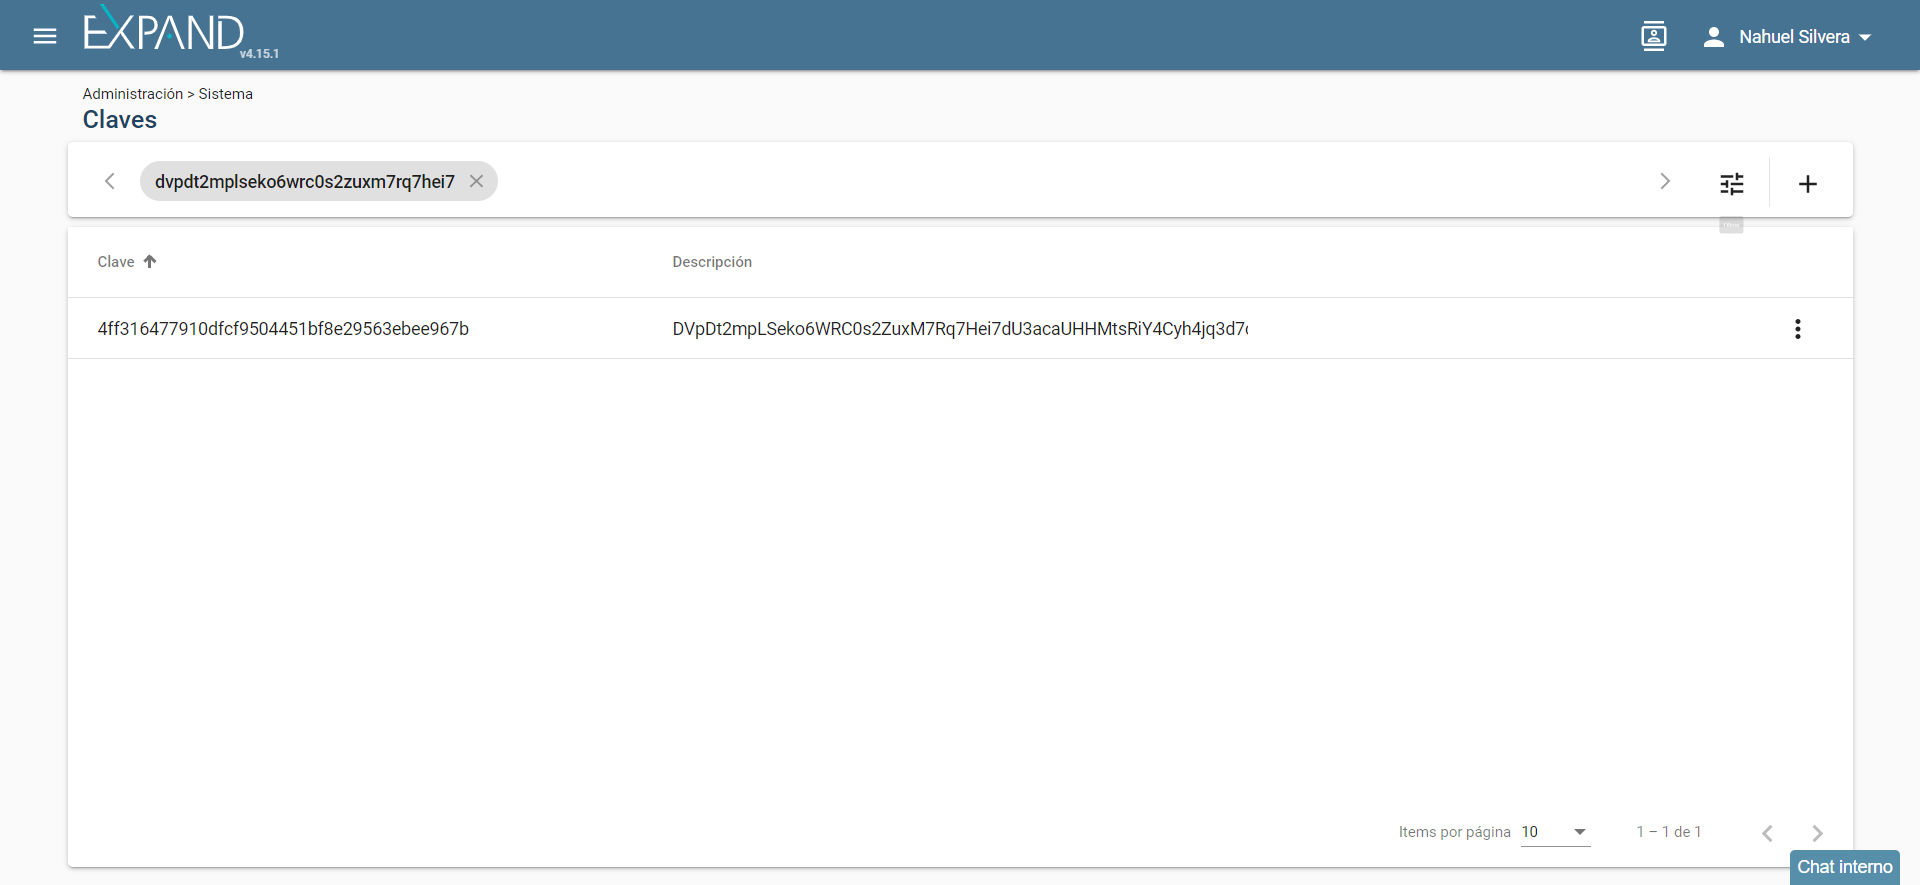 EXPAND
v4.15.1
Nahuel Silvera
Administración > Sistema
Claves
dvpdt2mplseko6wrc0s2zuxm7rq7hei7
Clave
Descripción
4ff316477910dfcf9504451bf8e29563ebee967b
DVpDt2mpLSeko6WRC0s2ZuxM7Rq7Hei7dU3acaUHHMtsRiY4Cyh4jq3d7
Items por página 10
1 – 1 de 1
Chat interno